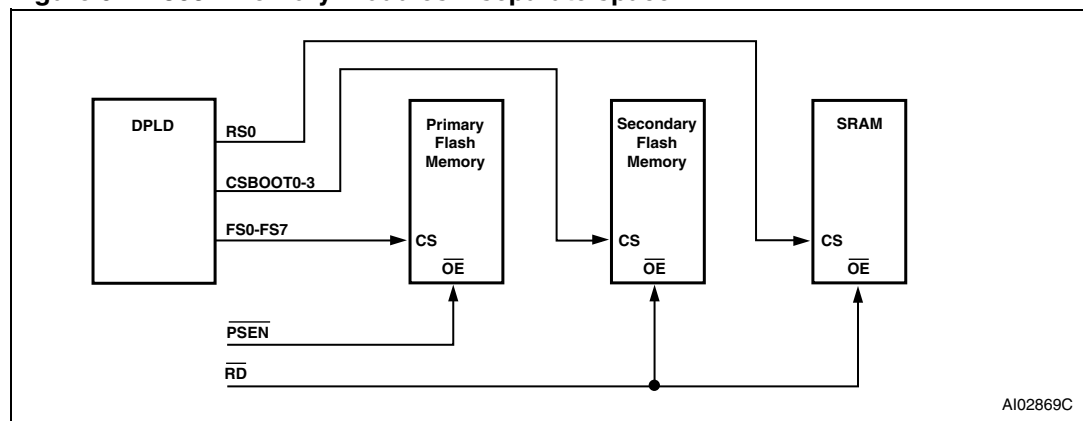 DPLD
RS0
CSBOOT0-3
FS0-FS7
Primary
Flash
Memory
CS
OE
Secondary
Flash
Memory
CS
OE
SRAM
CS
OE
PSEN
RD
AI02869C